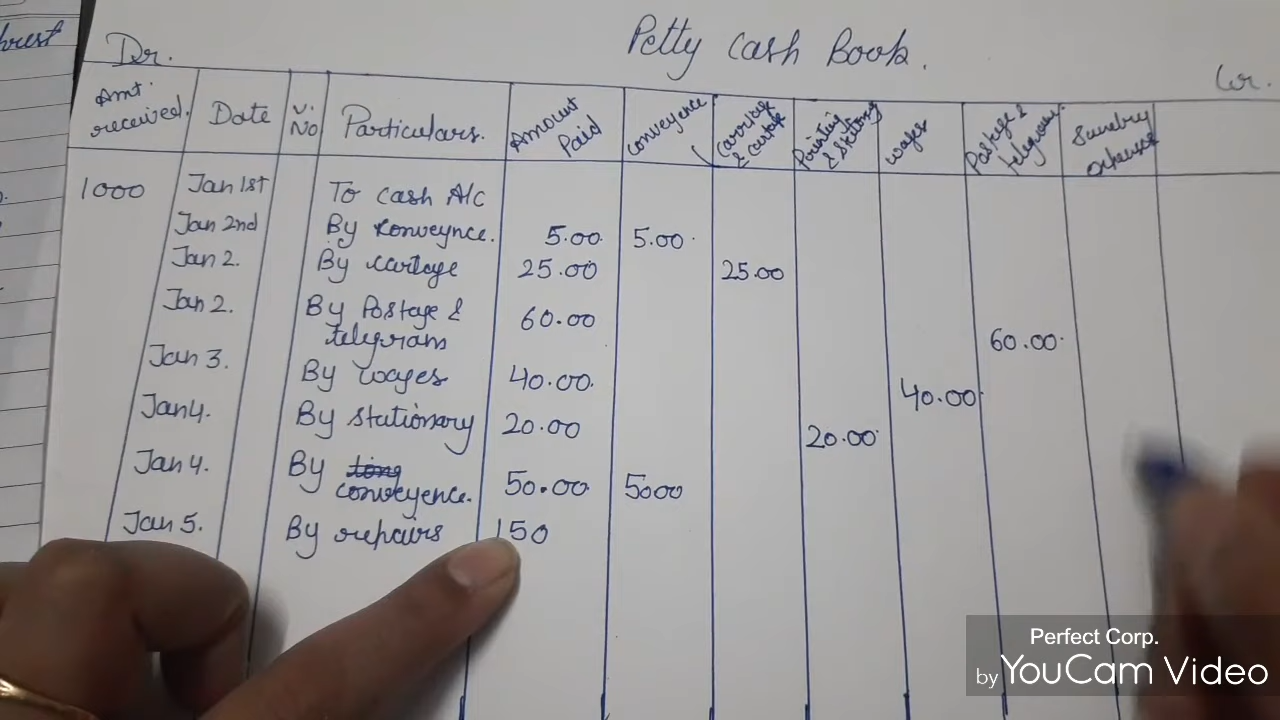 hrest
Petty Cash Book.
Dr.
Cr.
Amt. received. Date V. No Particulars. Amount Paid Conveyence Carriage & cartage Printing & stationy wages Postage & telegram Sundry expenses
1000 Jan 1st To Cash A/c
Jan 2nd By Conveynce. 5.00 5.00
Jan 2. By Cartage 25.00 25.00
Jan 2. By Postage & telegram 60.00 60.00
Jan 3. By wages 40.00 40.00
Jan 4. By stationary 20.00 20.00
Jan 4. By conveyence. 50.00 5000
Jan 5. By repairs 150
Perfect Corp.
by YouCam Video